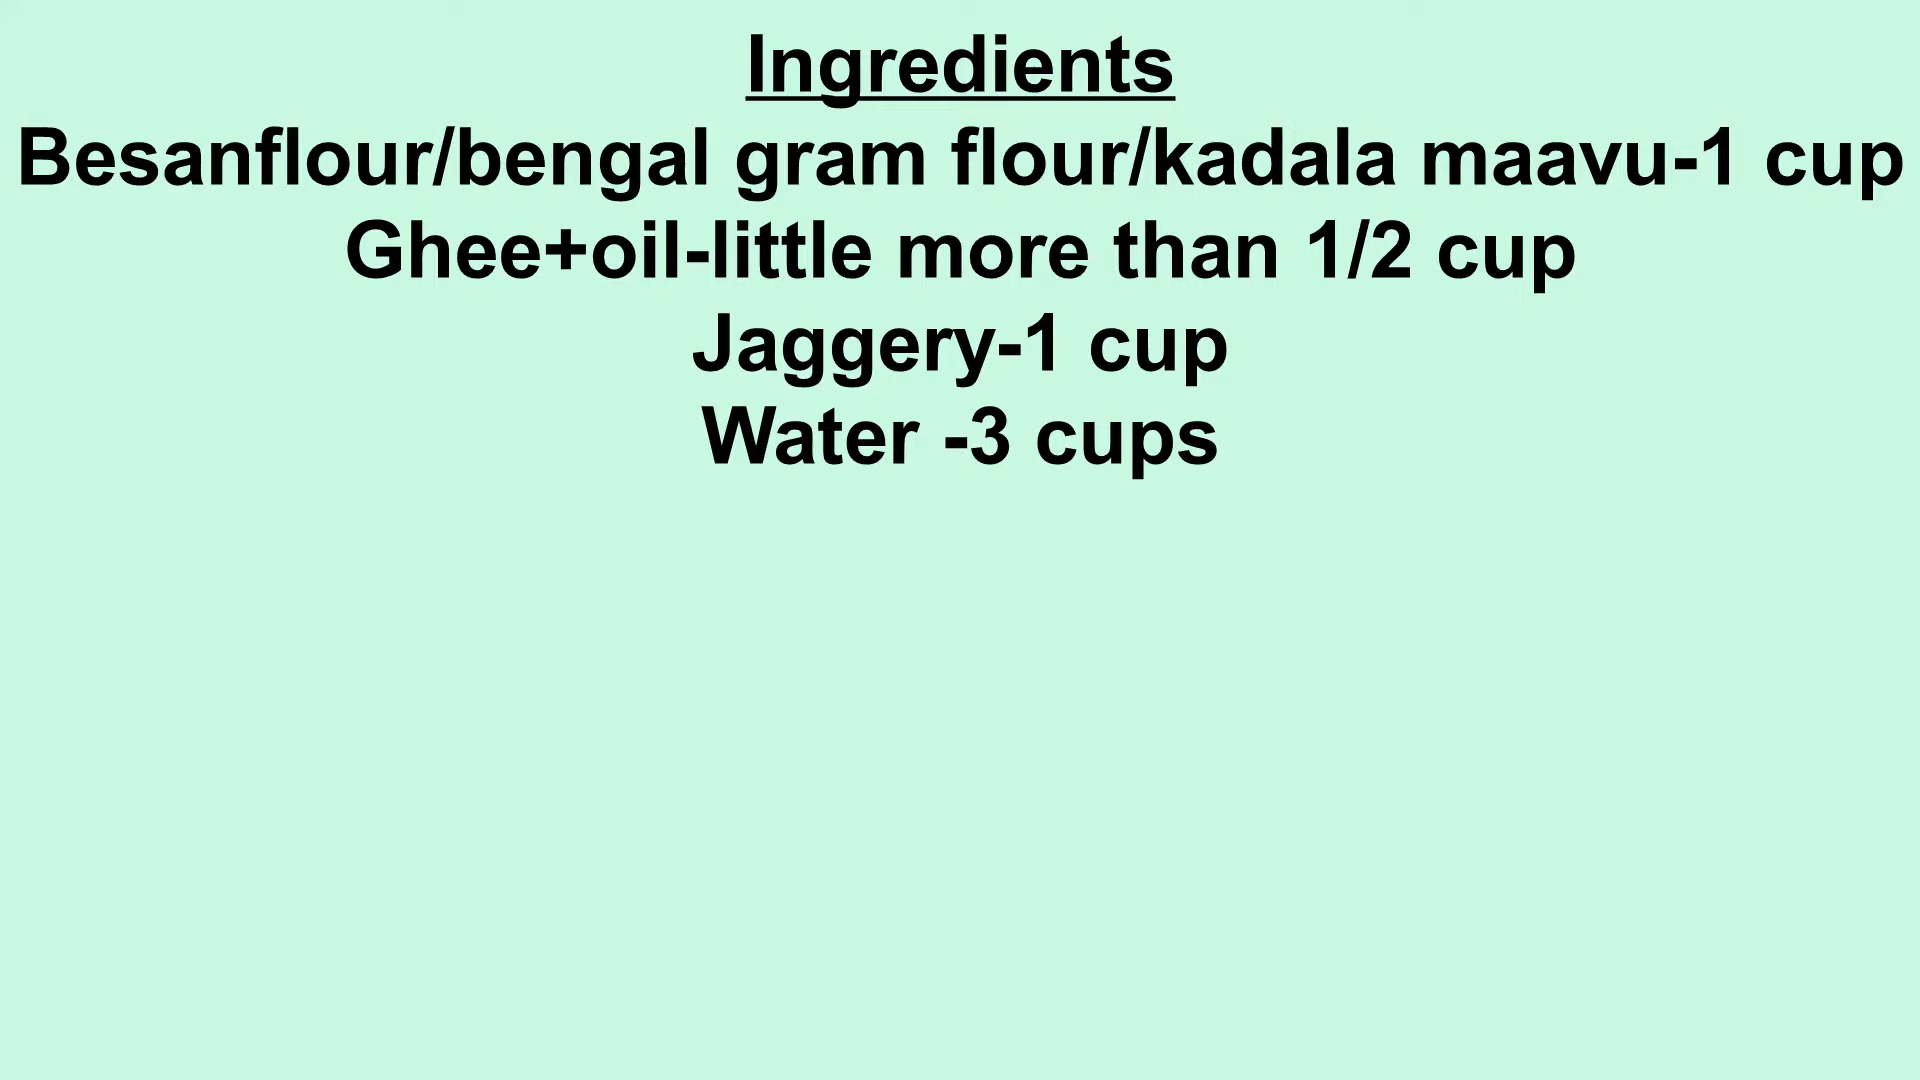 Ingredients
Besanflour/bengal gram flour/kadala maavu-1 cup
Ghee+oil-little more than 1/2 cup
Jaggery-1 cup
Water -3 cups